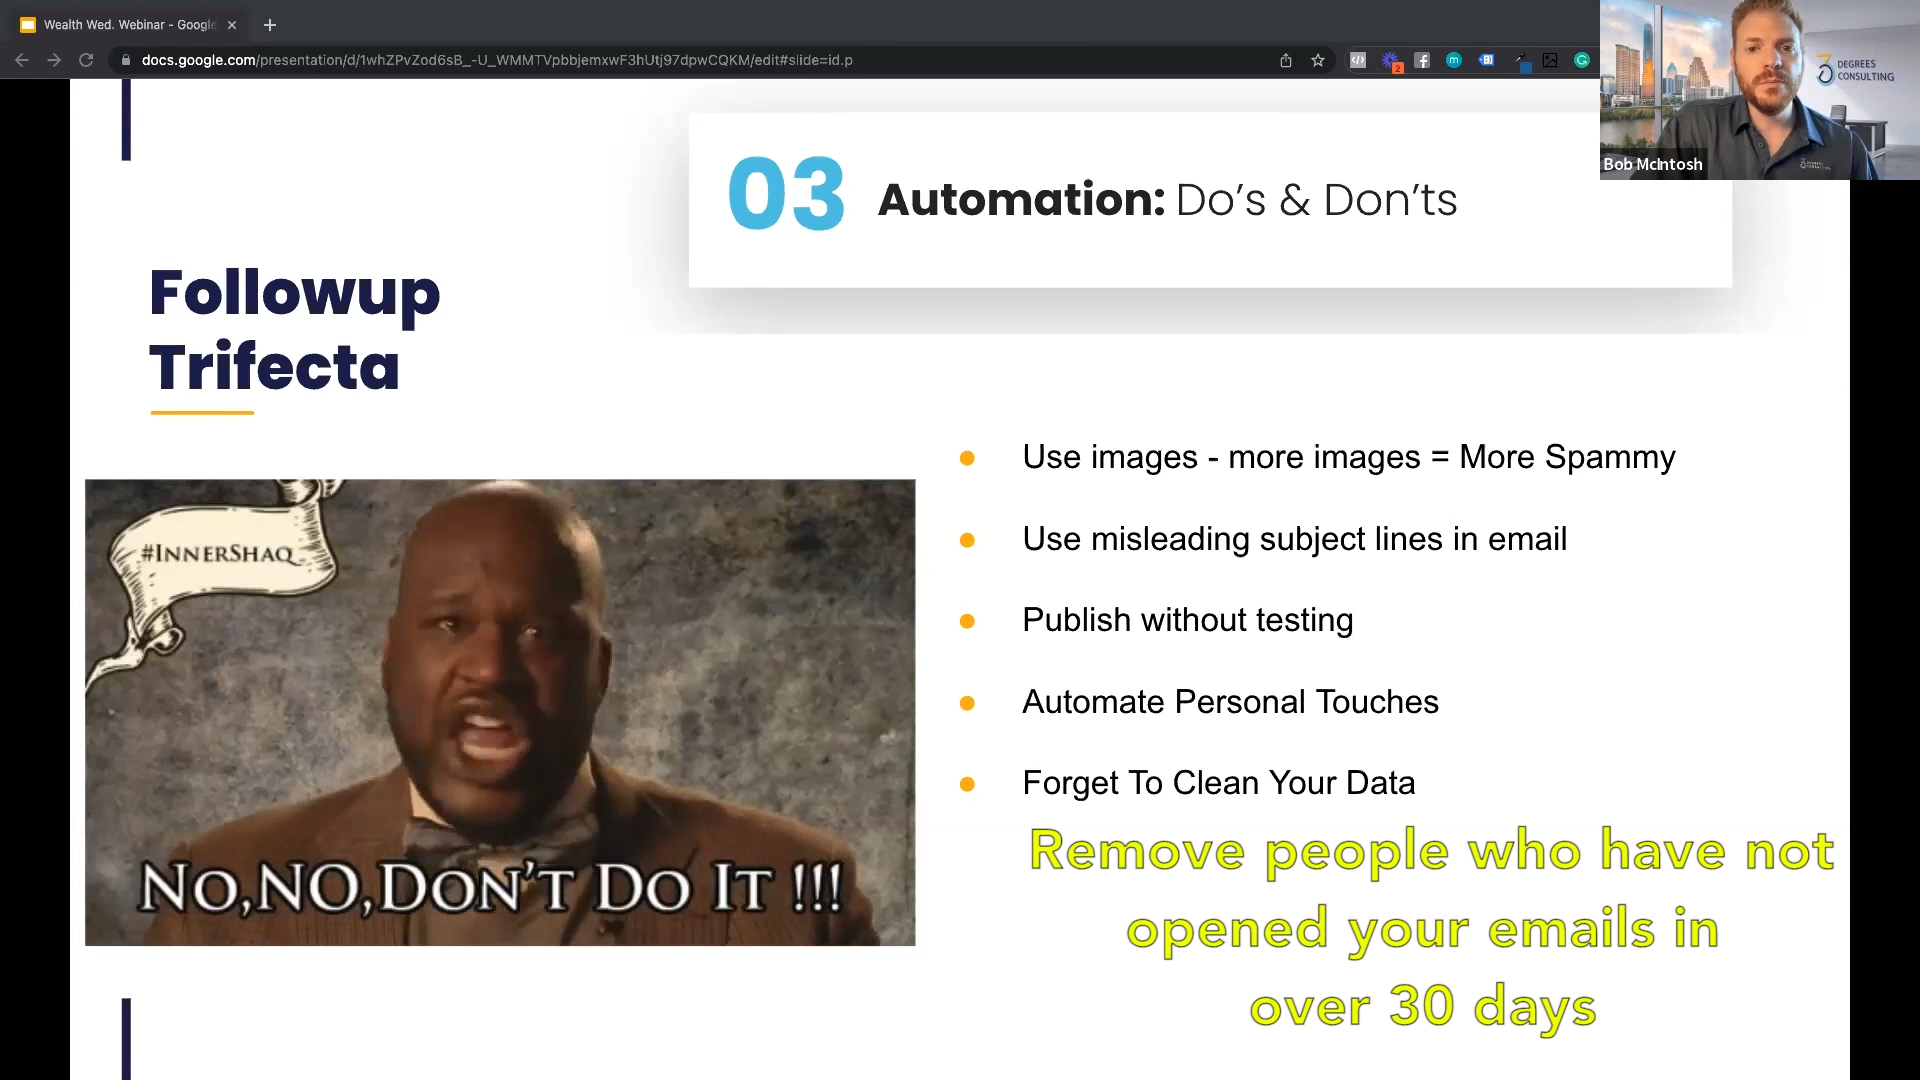 Wealth Wed. Webinar - Google
docs.google.com/presentation/d/1whZPvZod6sB_-U_WMMTVpbbjemxwF3hUtj97dpwCQKM/edit#slide=id.p
2
3 DEGREES
CONSULTING
Bob McIntosh
03 Automation: Do’s & Don’ts
Followup
Trifecta
#INNERSHAQ
NO,NO,DON'T DO IT !!!
● Use images - more images = More Spammy
● Use misleading subject lines in email
● Publish without testing
● Automate Personal Touches
● Forget To Clean Your Data
Remove people who have not
opened your emails in
over 30 days